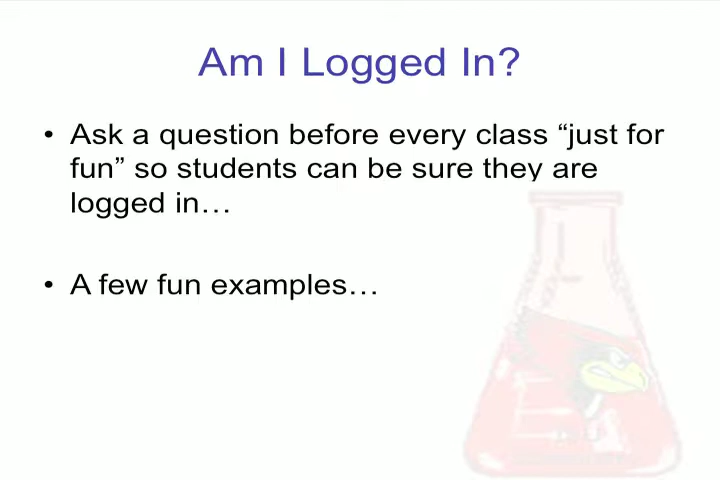 Am I Logged In?
• Ask a question before every class “just for
fun” so students can be sure they are
logged in…
• A few fun examples…